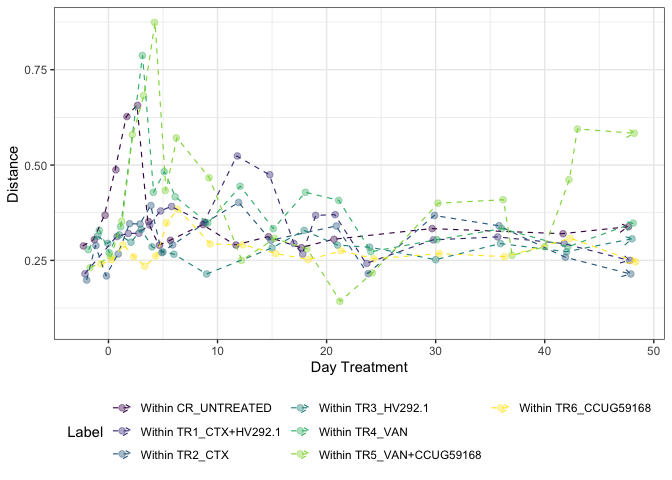 0.75
0.50
0.25
Distance
0 10 20 30 40 50
Day Treatment
Label
Within CR_UNTREATED
Within TR1_CTX+HV292.1
Within TR2_CTX
Within TR3_HV292.1
Within TR4_VAN
Within TR5_VAN+CCUG59168
Within TR6_CCUG59168